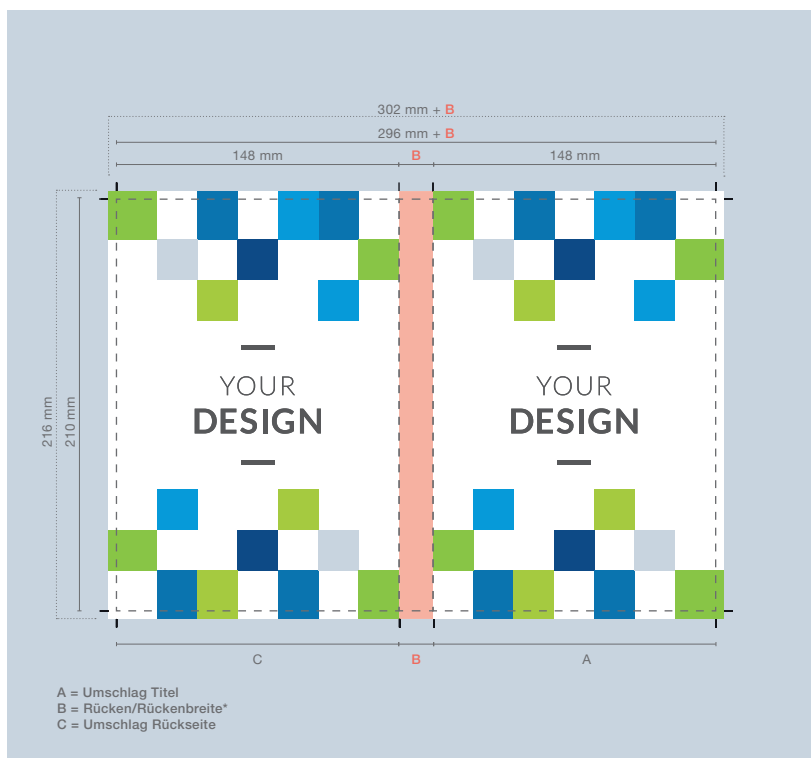 302 mm + B
296 mm + B
148 mm
B
148 mm
216 mm
210 mm
YOUR
DESIGN
YOUR
DESIGN
C
B
A
A = Umschlag Titel
B = Rücken/Rückenbreite*
C = Umschlag Rückseite